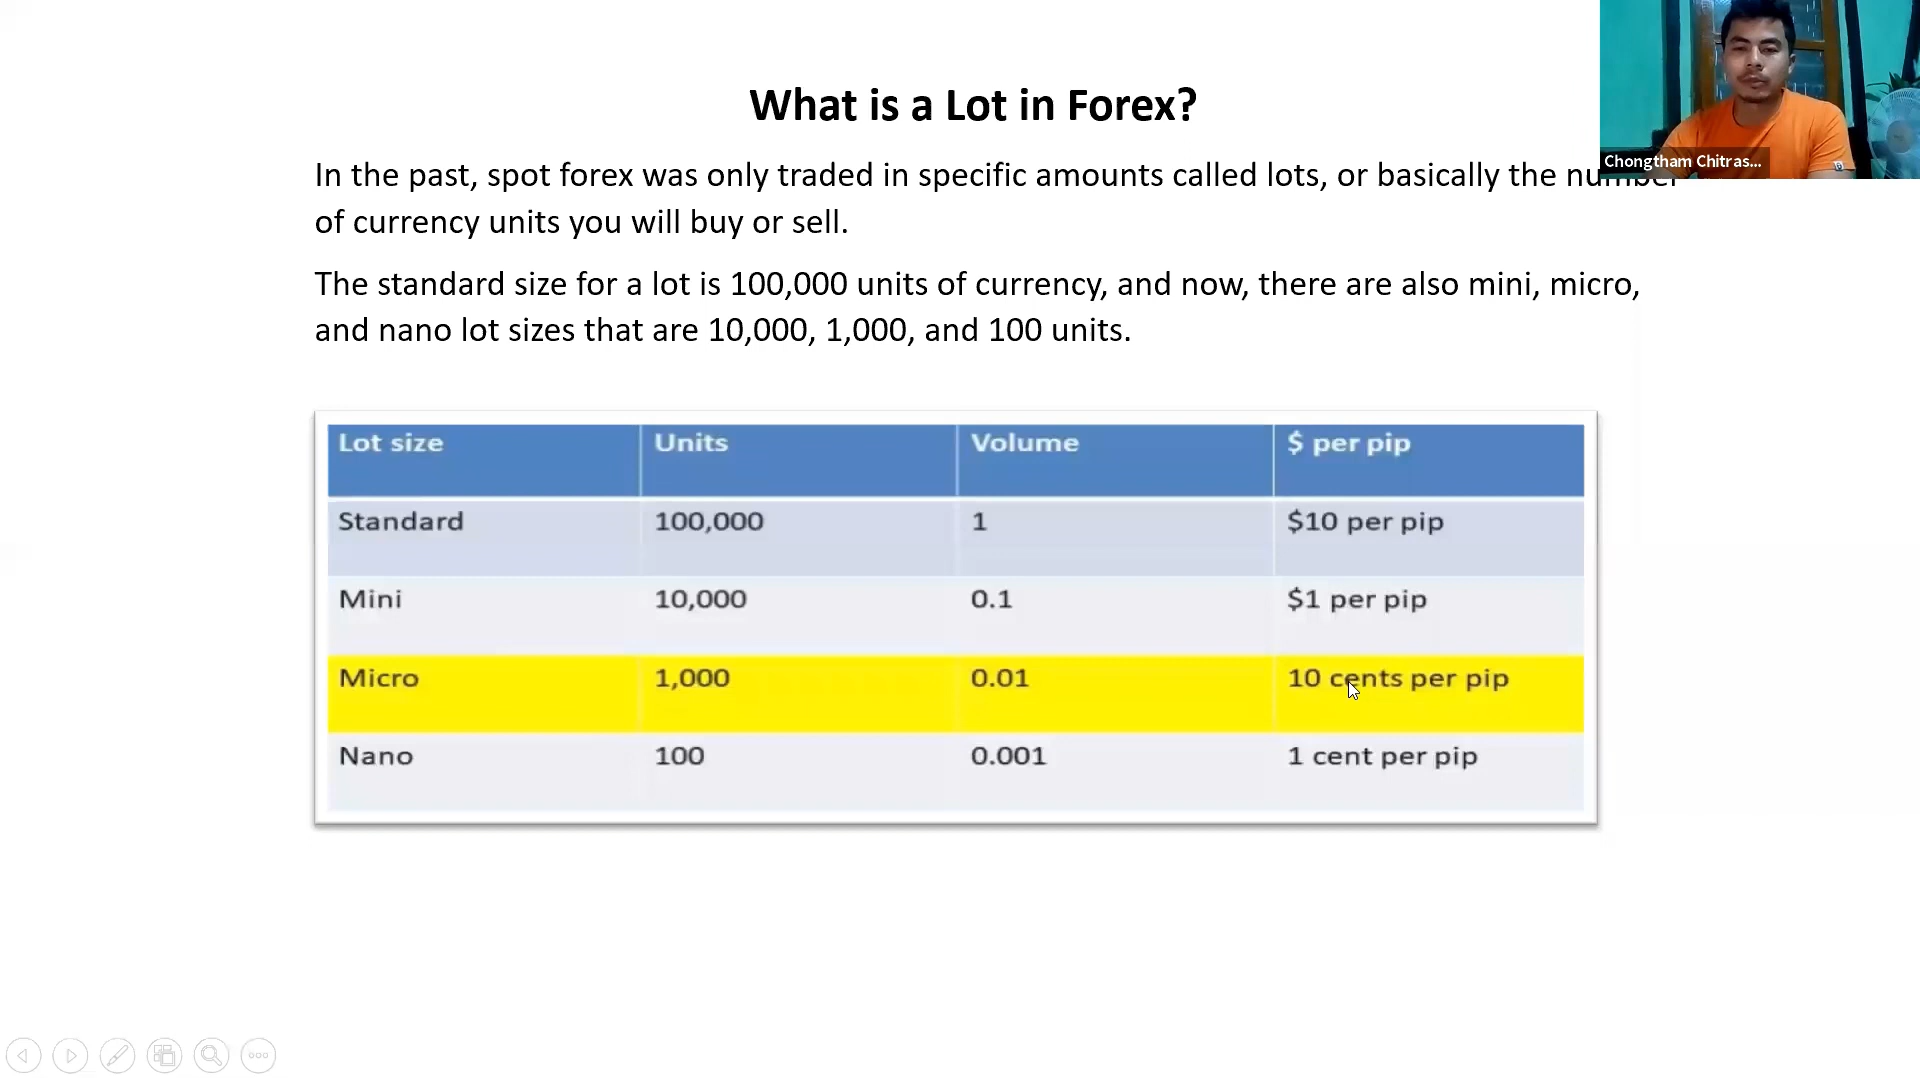 What is a Lot in Forex?
Chongtham Chitras...
In the past, spot forex was only traded in specific amounts called lots, or basically the number
of currency units you will buy or sell.
The standard size for a lot is 100,000 units of currency, and now, there are also mini, micro,
and nano lot sizes that are 10,000, 1,000, and 100 units.
Lot size Units Volume $ per pip
Standard 100,000 1 $10 per pip
Mini 10,000 0.1 $1 per pip
Micro 1,000 0.01 10 cents per pip
Nano 100 0.001 1 cent per pip